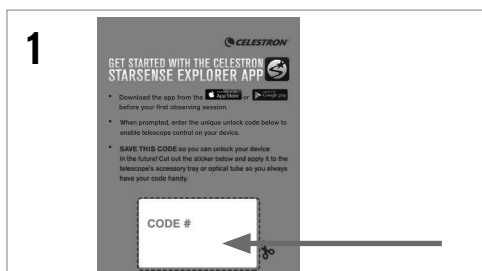 1
CELESTRON
GET STARTED WITH THE CELESTRON
STARSENSE EXPLORER APP
• Download the app from the App Store or Google play
before your first observing session.
• When prompted, enter the unique unlock code below to
enable telescope control on your device.
• SAVE THIS CODE so you can unlock your device
in the future! Cut out the sticker below and apply it to the
telescope's accessory tray or optical tube so you always
have your code handy.
CODE #